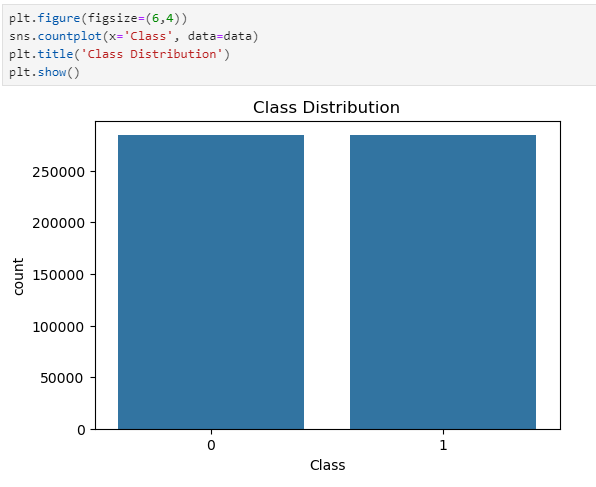 plt.figure(figsize=(6,4))
sns.countplot(x='Class', data=data)
plt.title('Class Distribution')
plt.show()
Class Distribution
250000
200000
150000
100000
50000
0
count
0 1
Class